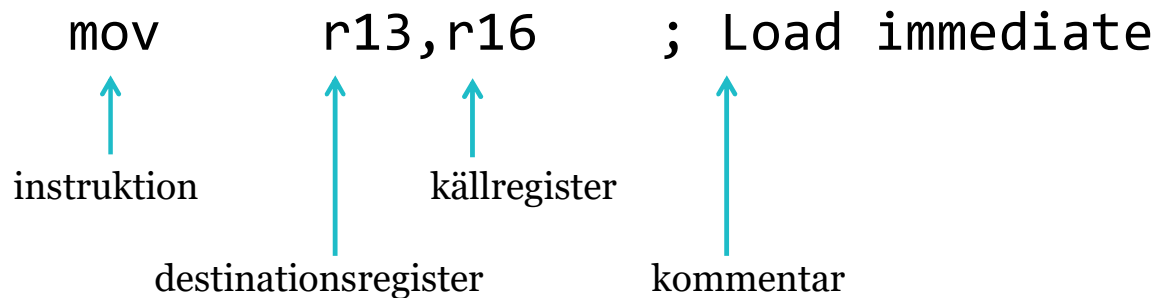 mov r13,r16 ; Load immediate
instruktion källregister
destinationsregister kommentar